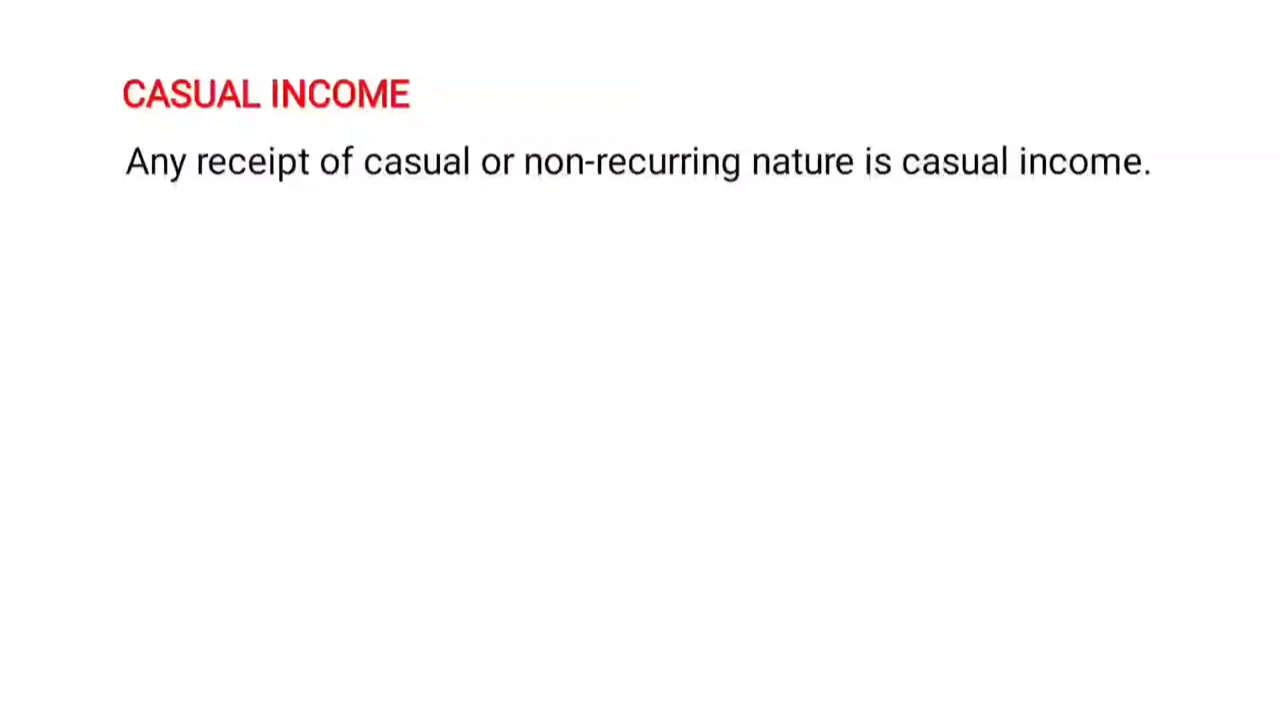 CASUAL INCOME
Any receipt of casual or non-recurring nature is casual income.